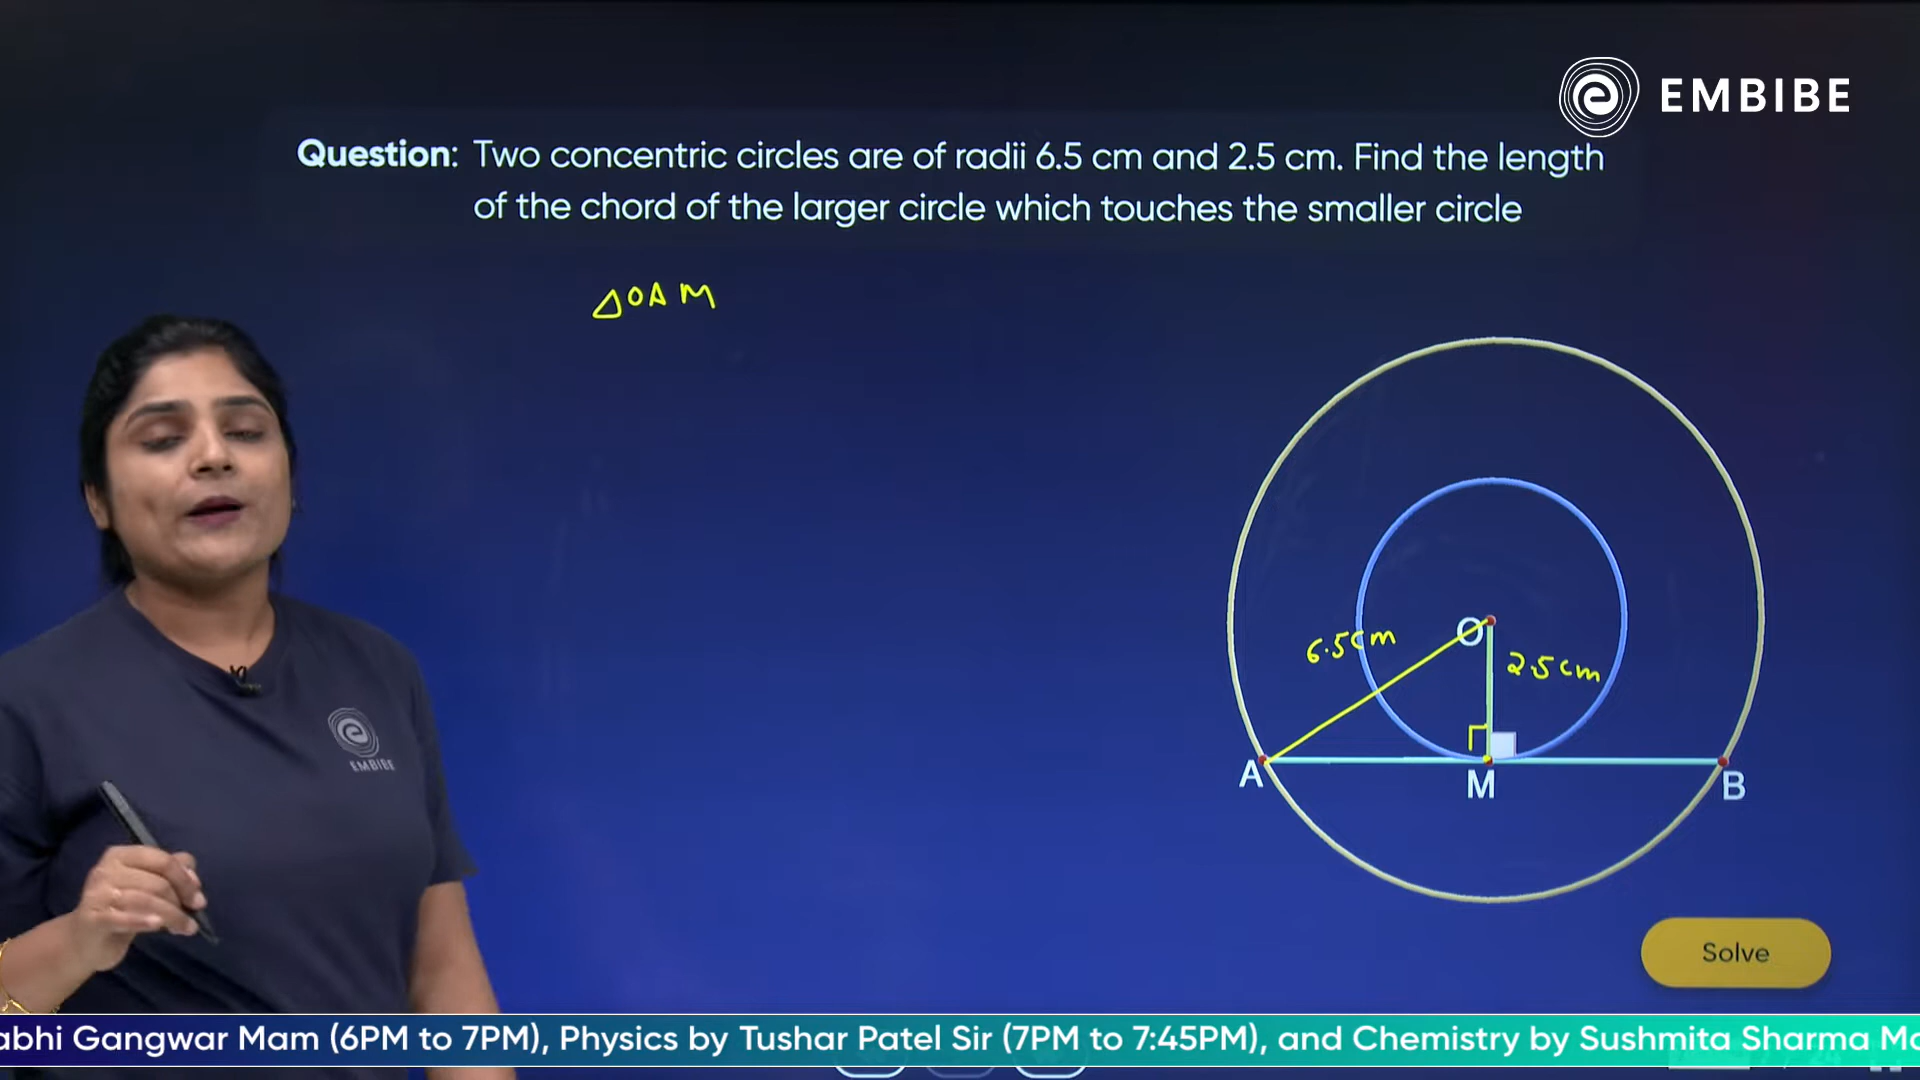 EMBIBE
Question: Two concentric circles are of radii 6.5 cm and 2.5 cm. Find the length
of the chord of the larger circle which touches the smaller circle
△OAM
O
6.5cm
2.5cm
A
M
B
EMBIBE
Solve
abhi Gangwar Mam (6PM to 7PM), Physics by Tushar Patel Sir (7PM to 7:45PM), and Chemistry by Sushmita Sharma